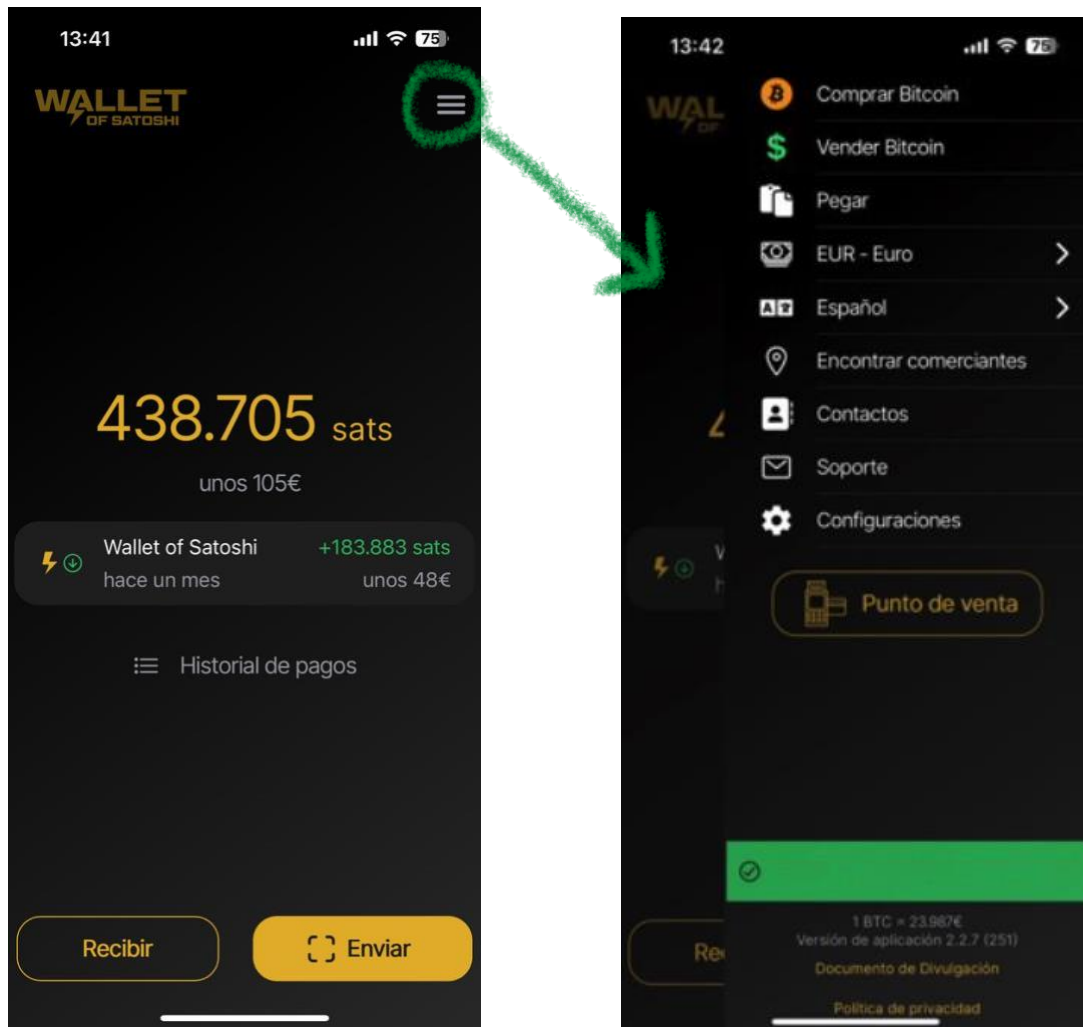 13:41
75
WALLET
OF SATOSHI
438.705 sats
unos 105€
Wallet of Satoshi +183.883 sats
hace un mes unos 48€
Historial de pagos
Recibir
Enviar
13:42
75
WAL
OF
Comprar Bitcoin
Vender Bitcoin
Pegar
EUR - Euro
Español
Encontrar comerciantes
Contactos
Soporte
Configuraciones
Punto de venta
1 BTC = 23.987€
Versión de aplicación 2.2.7 (251)
Documento de Divulgación
Política de privacidad
Re